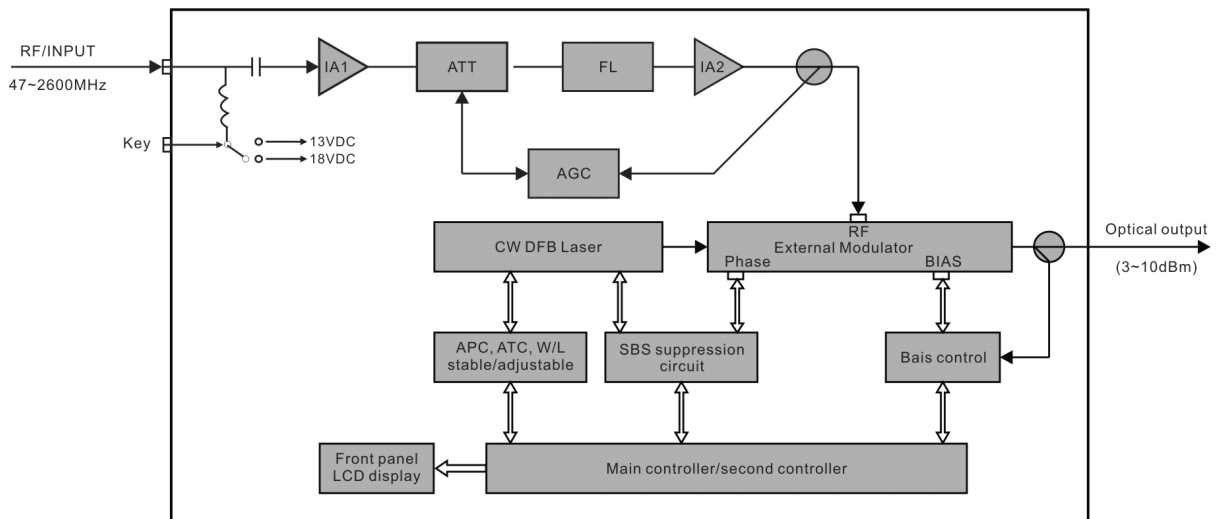 RF/INPUT
47~2600MHz
IA1
ATT
FL
IA2
Key
13VDC
18VDC
AGC
CW DFB Laser
RF
External Modulator
Phase
BIAS
Optical output
(3~10dBm)
APC, ATC, W/L
stable/adjustable
SBS suppression
circuit
Bais control
Front panel
LCD display
Main controller/second controller